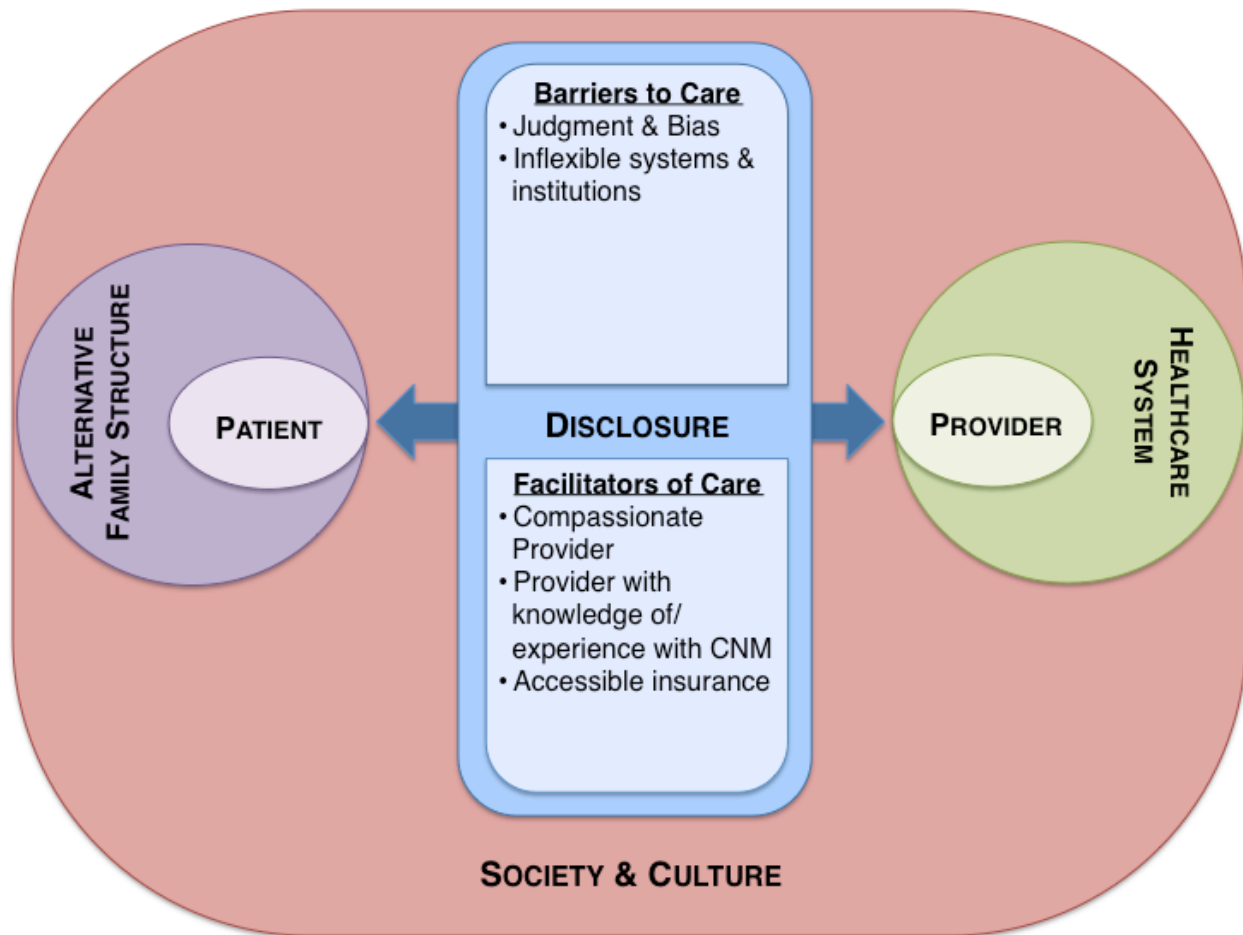 Barriers to Care
• Judgment & Bias
• Inflexible systems &
institutions
ALTERNATIVE
FAMILY STRUCTURE
PATIENT
DISCLOSURE
PROVIDER
HEALTHCARE
SYSTEM
Facilitators of Care
• Compassionate
Provider
• Provider with
knowledge of/
experience with CNM
• Accessible insurance
SOCIETY & CULTURE